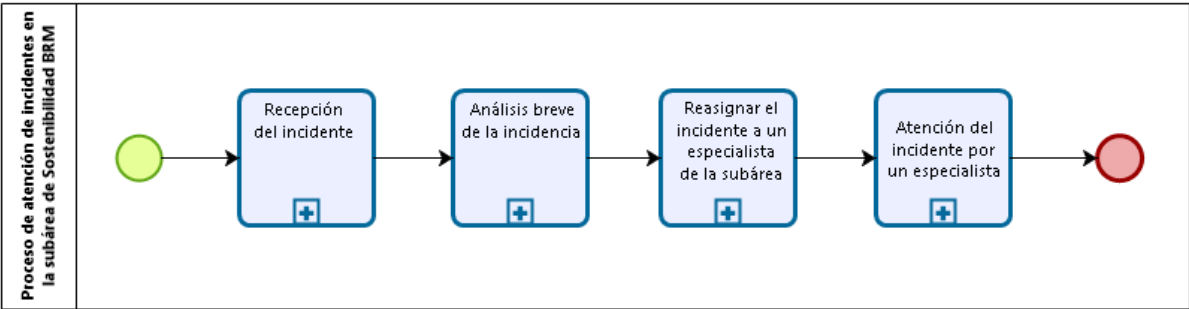 Proceso de atención de incidentes en
la subárea de Sostenibilidad BRM
Recepción
del incidente
Análisis breve
de la incidencia
Reasignar el
incidente a un
especialista
de la subárea
Atención del
incidente por
un especialista